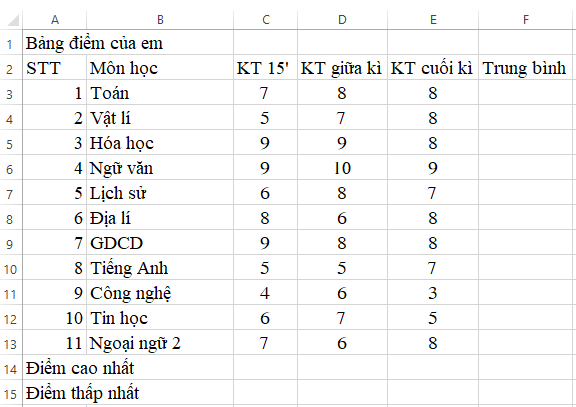 A B C D E F
1 Bảng điểm của em
2 STT Môn học KT 15' KT giữa kì KT cuối kì Trung bình
3 1 Toán 7 8 8
4 2 Vật lí 5 7 8
5 3 Hóa học 9 9 8
6 4 Ngữ văn 9 10 9
7 5 Lịch sử 6 8 7
8 6 Địa lí 8 6 8
9 7 GDCD 9 8 8
10 8 Tiếng Anh 5 5 7
11 9 Công nghệ 4 6 3
12 10 Tin học 6 7 5
13 11 Ngoại ngữ 2 7 6 8
14 Điểm cao nhất
15 Điểm thấp nhất